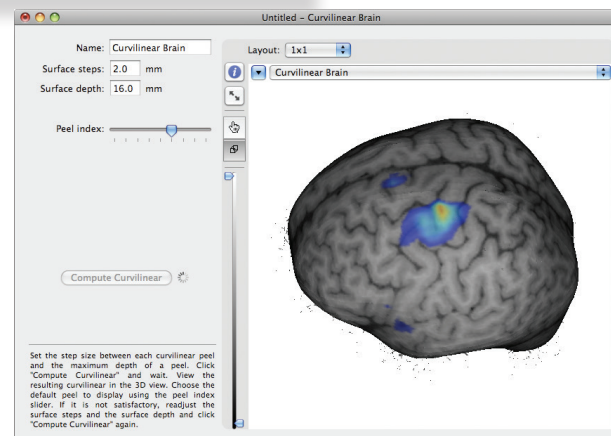 Untitled – Curvilinear Brain
Name: Curvilinear Brain
Surface steps: 2.0 mm
Surface depth: 16.0 mm
Peel index:
Compute Curvilinear
Set the step size between each curvilinear peel
and the maximum depth of a peel. Click
"Compute Curvilinear" and wait. View the
resulting curvilinear in the 3D view. Choose the
default peel to display using the peel index
slider. If it is not satisfactory, readjust the
surface steps and the surface depth and click
"Compute Curvilinear" again.
Layout: 1x1
i
Curvilinear Brain